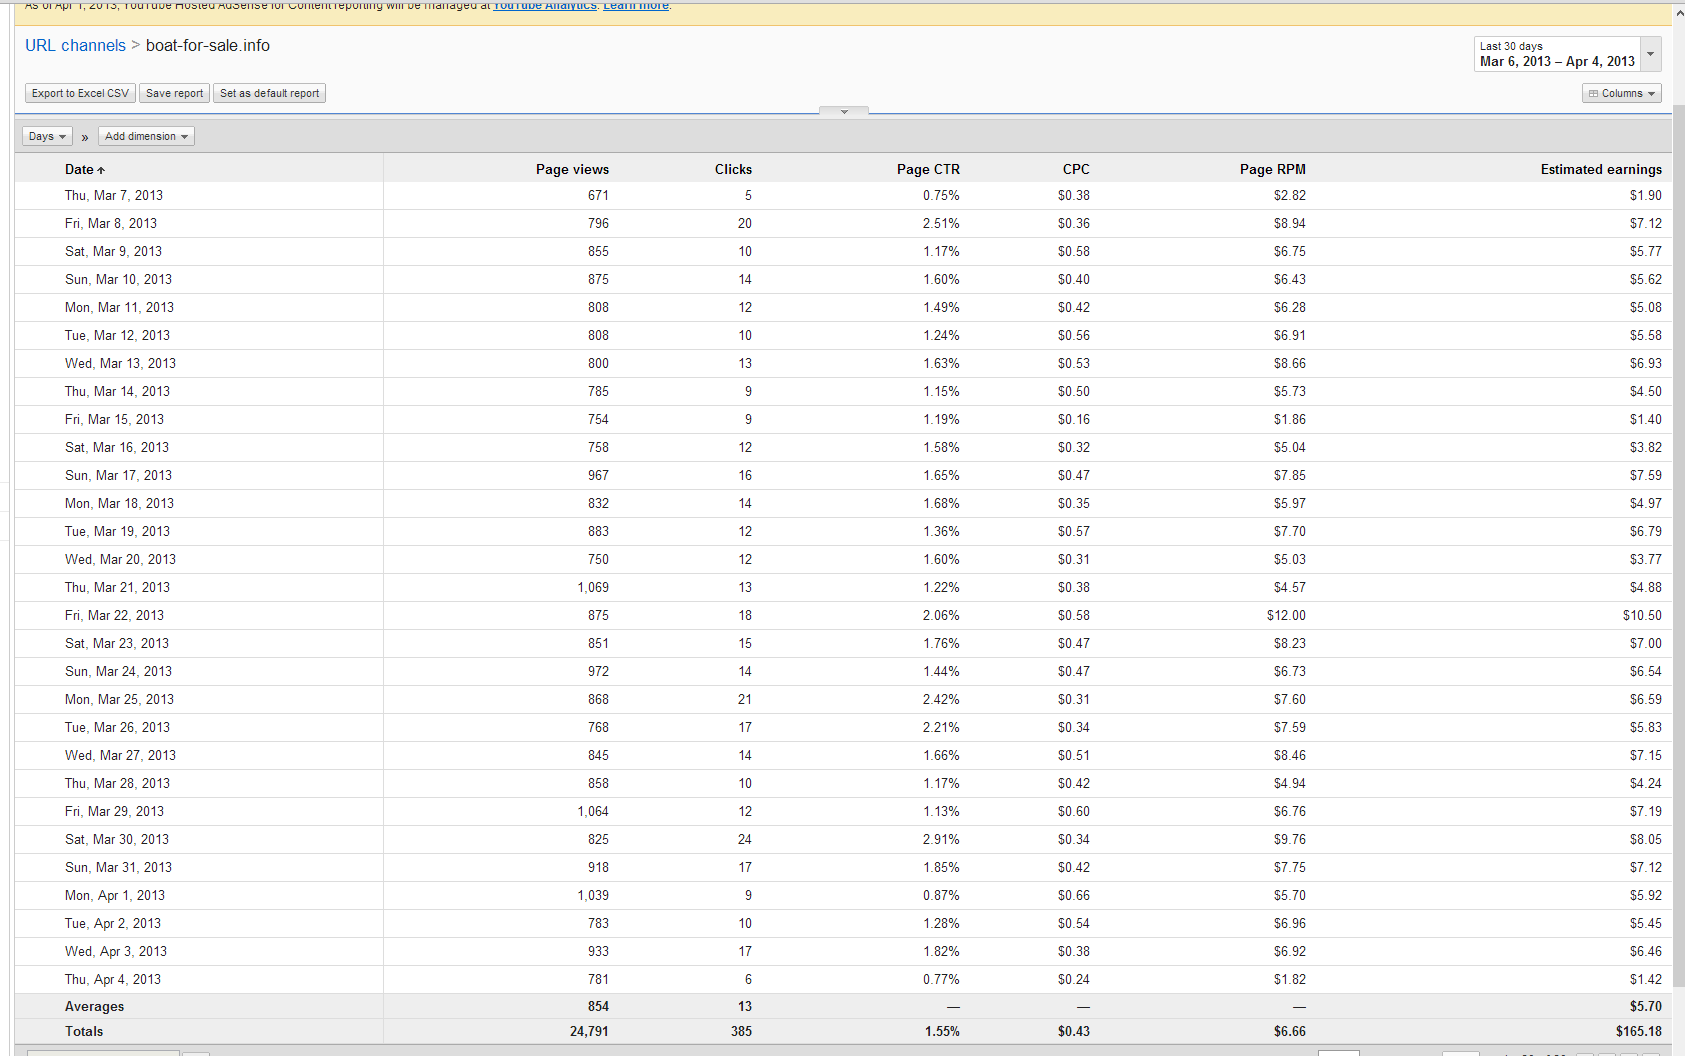 As of Apr 1, 2013, YouTube Hosted AdSense for Content reporting will be managed at YouTube Analytics. Learn more.
URL channels > boat-for-sale.info
Last 30 days
Mar 6, 2013 – Apr 4, 2013
Export to Excel CSV Save report Set as default report Columns
Days » Add dimension
Date Page views Clicks Page CTR CPC Page RPM Estimated earnings
Thu, Mar 7, 2013 671 5 0.75% $0.38 $2.82 $1.90
Fri, Mar 8, 2013 796 20 2.51% $0.36 $8.94 $7.12
Sat, Mar 9, 2013 855 10 1.17% $0.58 $6.75 $5.77
Sun, Mar 10, 2013 875 14 1.60% $0.40 $6.43 $5.62
Mon, Mar 11, 2013 808 12 1.49% $0.42 $6.28 $5.08
Tue, Mar 12, 2013 808 10 1.24% $0.56 $6.91 $5.58
Wed, Mar 13, 2013 800 13 1.63% $0.53 $8.66 $6.93
Thu, Mar 14, 2013 785 9 1.15% $0.50 $5.73 $4.50
Fri, Mar 15, 2013 754 9 1.19% $0.16 $1.86 $1.40
Sat, Mar 16, 2013 758 12 1.58% $0.32 $5.04 $3.82
Sun, Mar 17, 2013 967 16 1.65% $0.47 $7.85 $7.59
Mon, Mar 18, 2013 832 14 1.68% $0.35 $5.97 $4.97
Tue, Mar 19, 2013 883 12 1.36% $0.57 $7.70 $6.79
Wed, Mar 20, 2013 750 12 1.60% $0.31 $5.03 $3.77
Thu, Mar 21, 2013 1,069 13 1.22% $0.38 $4.57 $4.88
Fri, Mar 22, 2013 875 18 2.06% $0.58 $12.00 $10.50
Sat, Mar 23, 2013 851 15 1.76% $0.47 $8.23 $7.00
Sun, Mar 24, 2013 972 14 1.44% $0.47 $6.73 $6.54
Mon, Mar 25, 2013 868 21 2.42% $0.31 $7.60 $6.59
Tue, Mar 26, 2013 768 17 2.21% $0.34 $7.59 $5.83
Wed, Mar 27, 2013 845 14 1.66% $0.51 $8.46 $7.15
Thu, Mar 28, 2013 858 10 1.17% $0.42 $4.94 $4.24
Fri, Mar 29, 2013 1,064 12 1.13% $0.60 $6.76 $7.19
Sat, Mar 30, 2013 825 24 2.91% $0.34 $9.76 $8.05
Sun, Mar 31, 2013 918 17 1.85% $0.42 $7.75 $7.12
Mon, Apr 1, 2013 1,039 9 0.87% $0.66 $5.70 $5.92
Tue, Apr 2, 2013 783 10 1.28% $0.54 $6.96 $5.45
Wed, Apr 3, 2013 933 17 1.82% $0.38 $6.92 $6.46
Thu, Apr 4, 2013 781 6 0.77% $0.24 $1.82 $1.42
Averages 854 13 — — — $5.70
Totals 24,791 385 1.55% $0.43 $6.66 $165.18